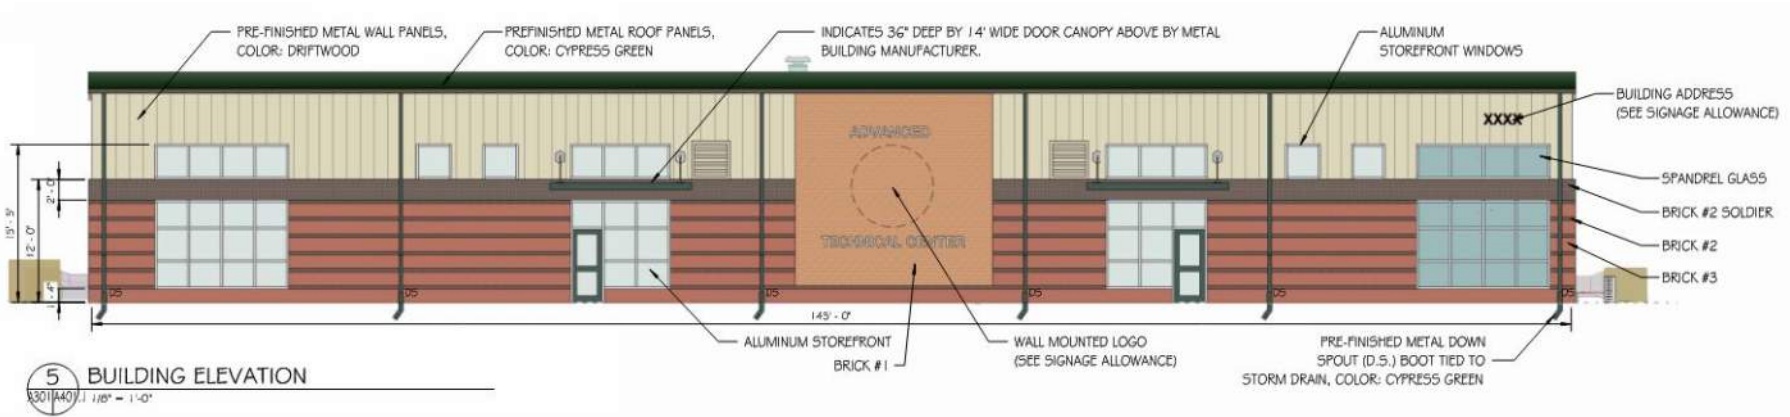 PRE-FINISHED METAL WALL PANELS,
COLOR: DRIFTWOOD
PREFINISHED METAL ROOF PANELS,
COLOR: CYPRESS GREEN
INDICATES 36" DEEP BY 14' WIDE DOOR CANOPY ABOVE BY METAL
BUILDING MANUFACTURER.
ALUMINUM
STOREFRONT WINDOWS
BUILDING ADDRESS
(SEE SIGNAGE ALLOWANCE)
XXXX
ADVANCED
TECHNICAL CENTER
SPANDREL GLASS
BRICK #2 SOLDIER
BRICK #2
BRICK #3
15' - 5"
12' - 0"
2' - 0"
1' - 4"
DS
DS
DS
DS
DS
DS
145' - 0"
ALUMINUM STOREFRONT
BRICK #1
WALL MOUNTED LOGO
(SEE SIGNAGE ALLOWANCE)
PRE-FINISHED METAL DOWN
SPOUT (D.S.) BOOT TIED TO
STORM DRAIN, COLOR: CYPRESS GREEN
5 BUILDING ELEVATION
1/8" = 1'-0"